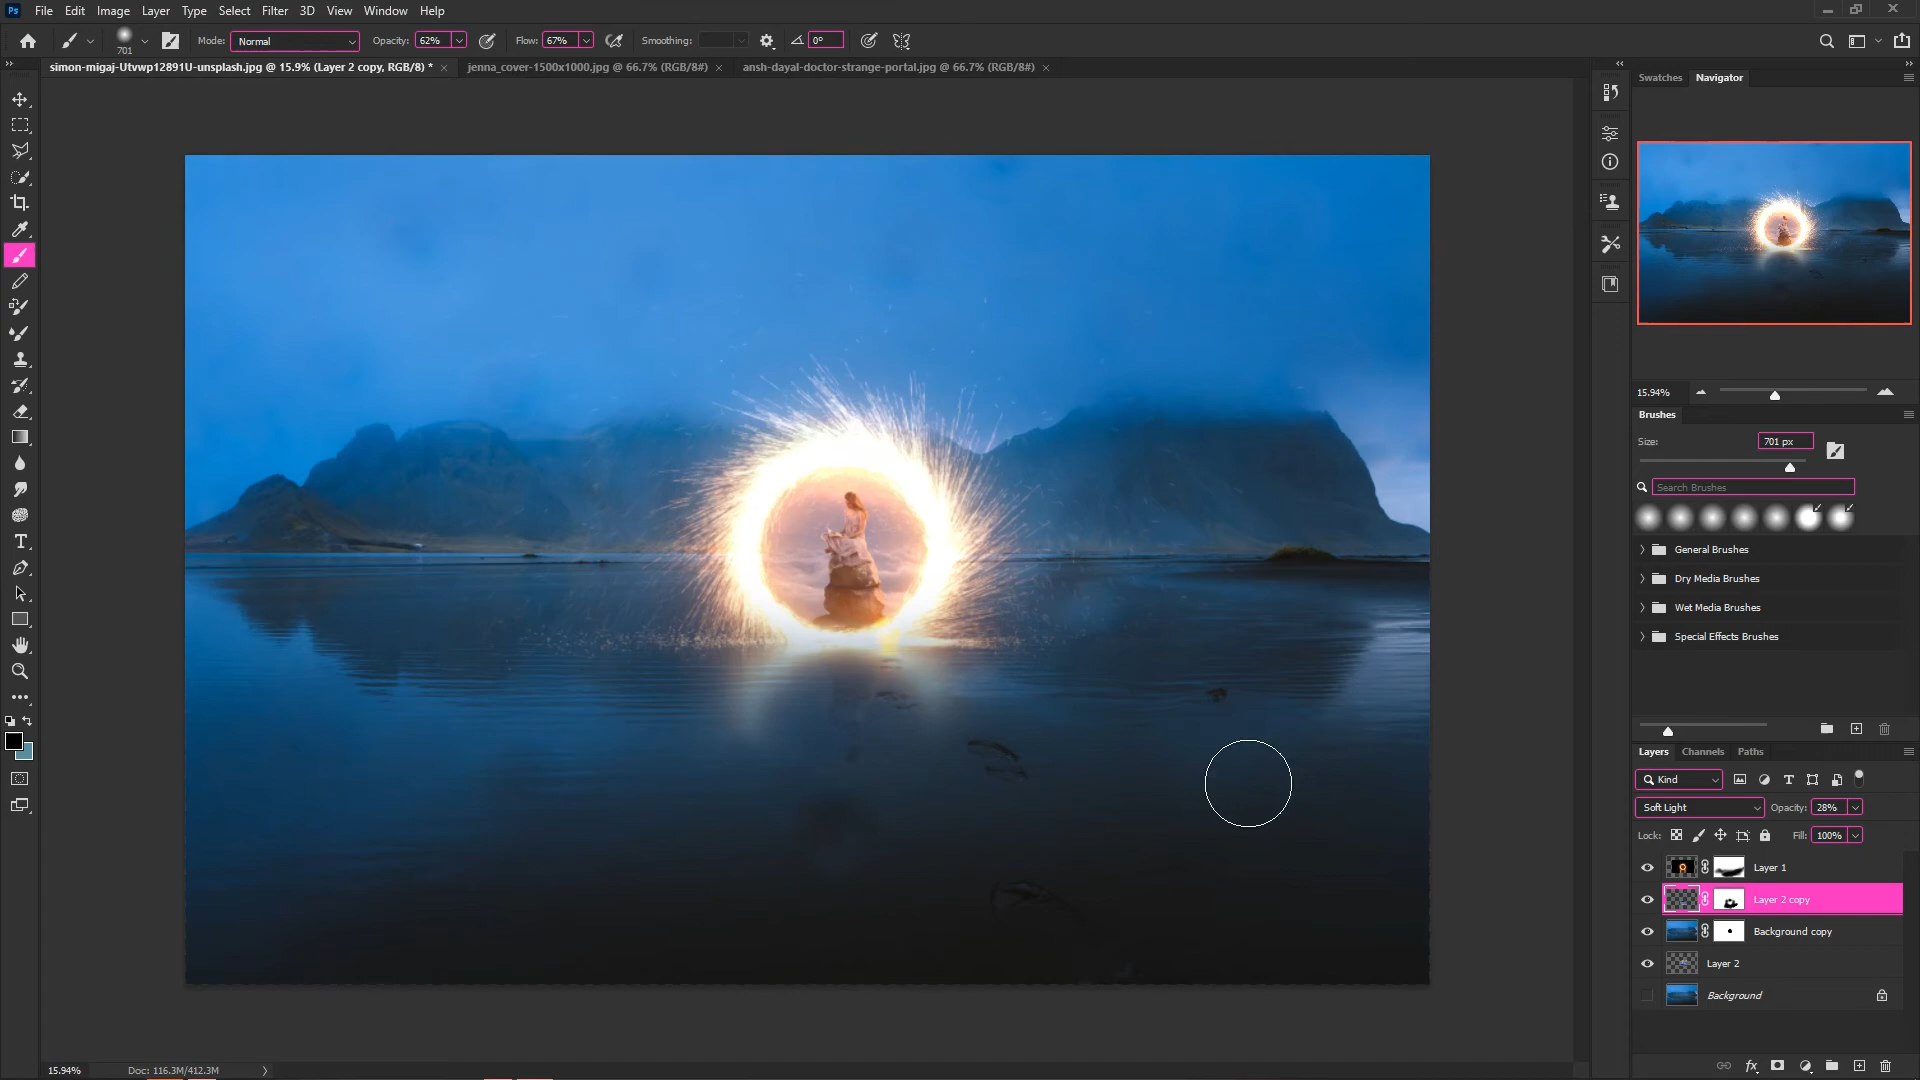 Ps File Edit Image Layer Type Select Filter 3D View Window Help
701 Mode: Normal Opacity: 62% Flow: 67% Smoothing: 0°
simon-migaj-Utvwp12891U-unsplash.jpg @ 15.9% (Layer 2 copy, RGB/8) * × jenna_cover-1500x1000.jpg @ 66.7% (RGB/8#) × ansh-dayal-doctor-strange-portal.jpg @ 66.7% (RGB/8#) ×
Swatches Navigator
15.94%
Brushes
Size: 701 px
Search Brushes
General Brushes
Dry Media Brushes
Wet Media Brushes
Special Effects Brushes
Layers Channels Paths
Kind
Soft Light Opacity: 28%
Lock: Fill: 100%
Layer 1
Layer 2 copy
Background copy
Layer 2
Background
15.94% Doc: 116.3M/412.3M